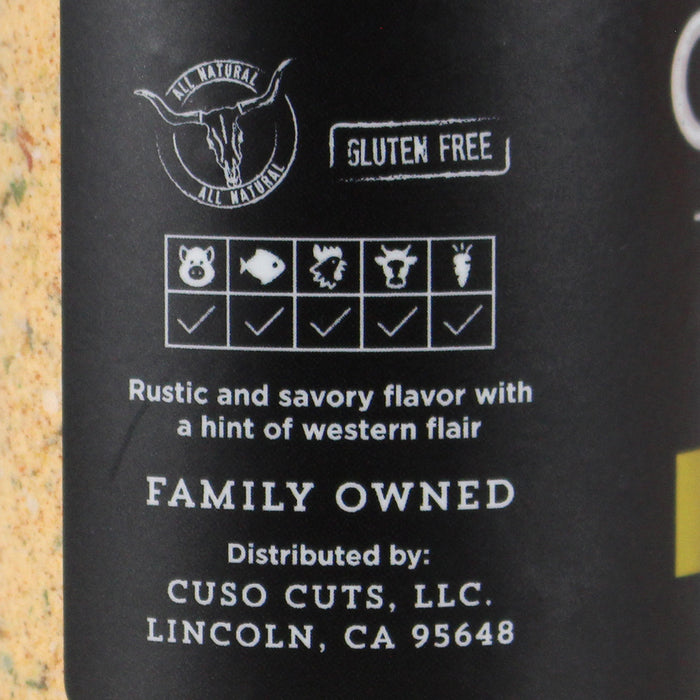 ALL NATURAL
ALL NATURAL
GLUTEN FREE
Rustic and savory flavor with
a hint of western flair
FAMILY OWNED
Distributed by:
CUSO CUTS, LLC.
LINCOLN, CA 95648